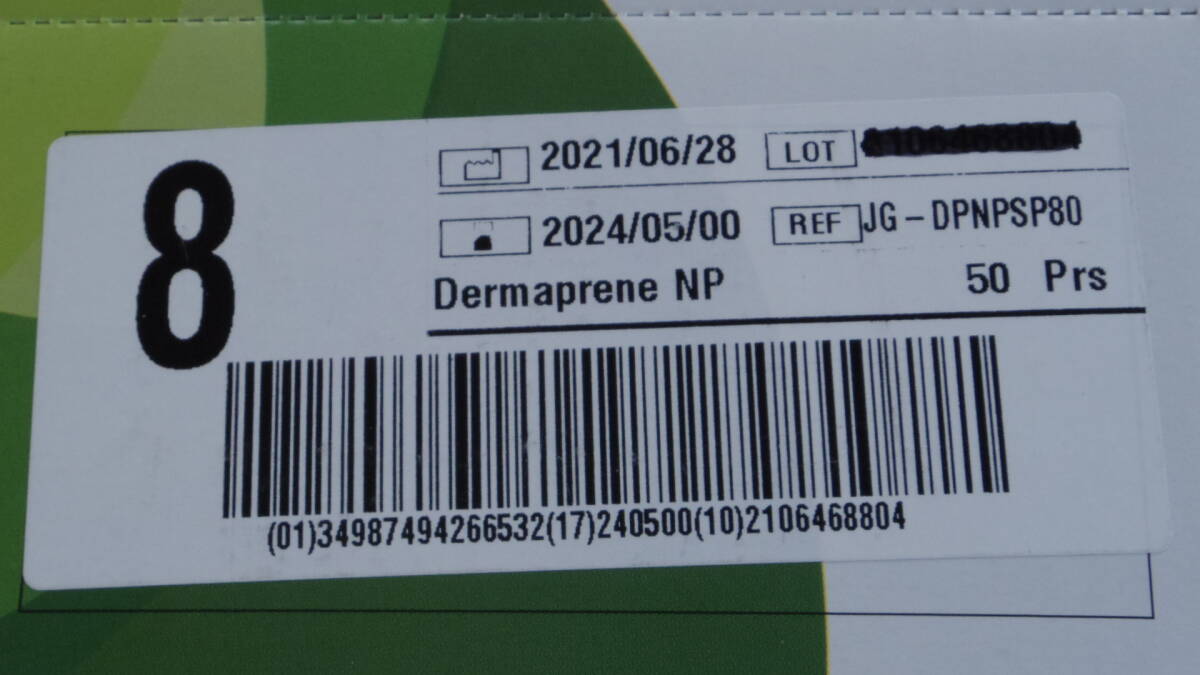 8
2021/06/28 LOT
2024/05/00 REF JG-DPNPSP80
Dermaprene NP 50 Prs
(01)34987494266532(17)240500(10)2106468804